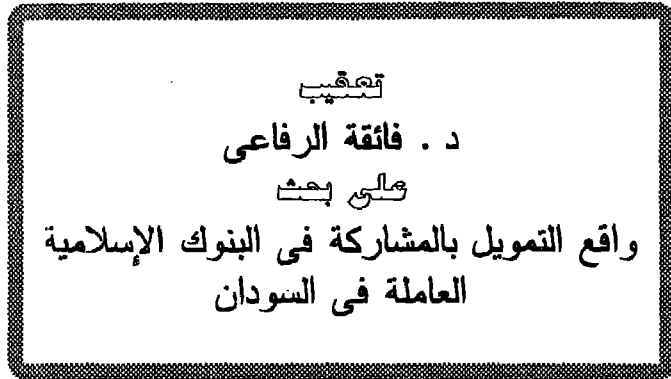 تعقيب
د . فائقة الرفاعى
على بحث
واقع التمويل بالمشاركة فى البنوك الإسلامية
العاملة فى السودان